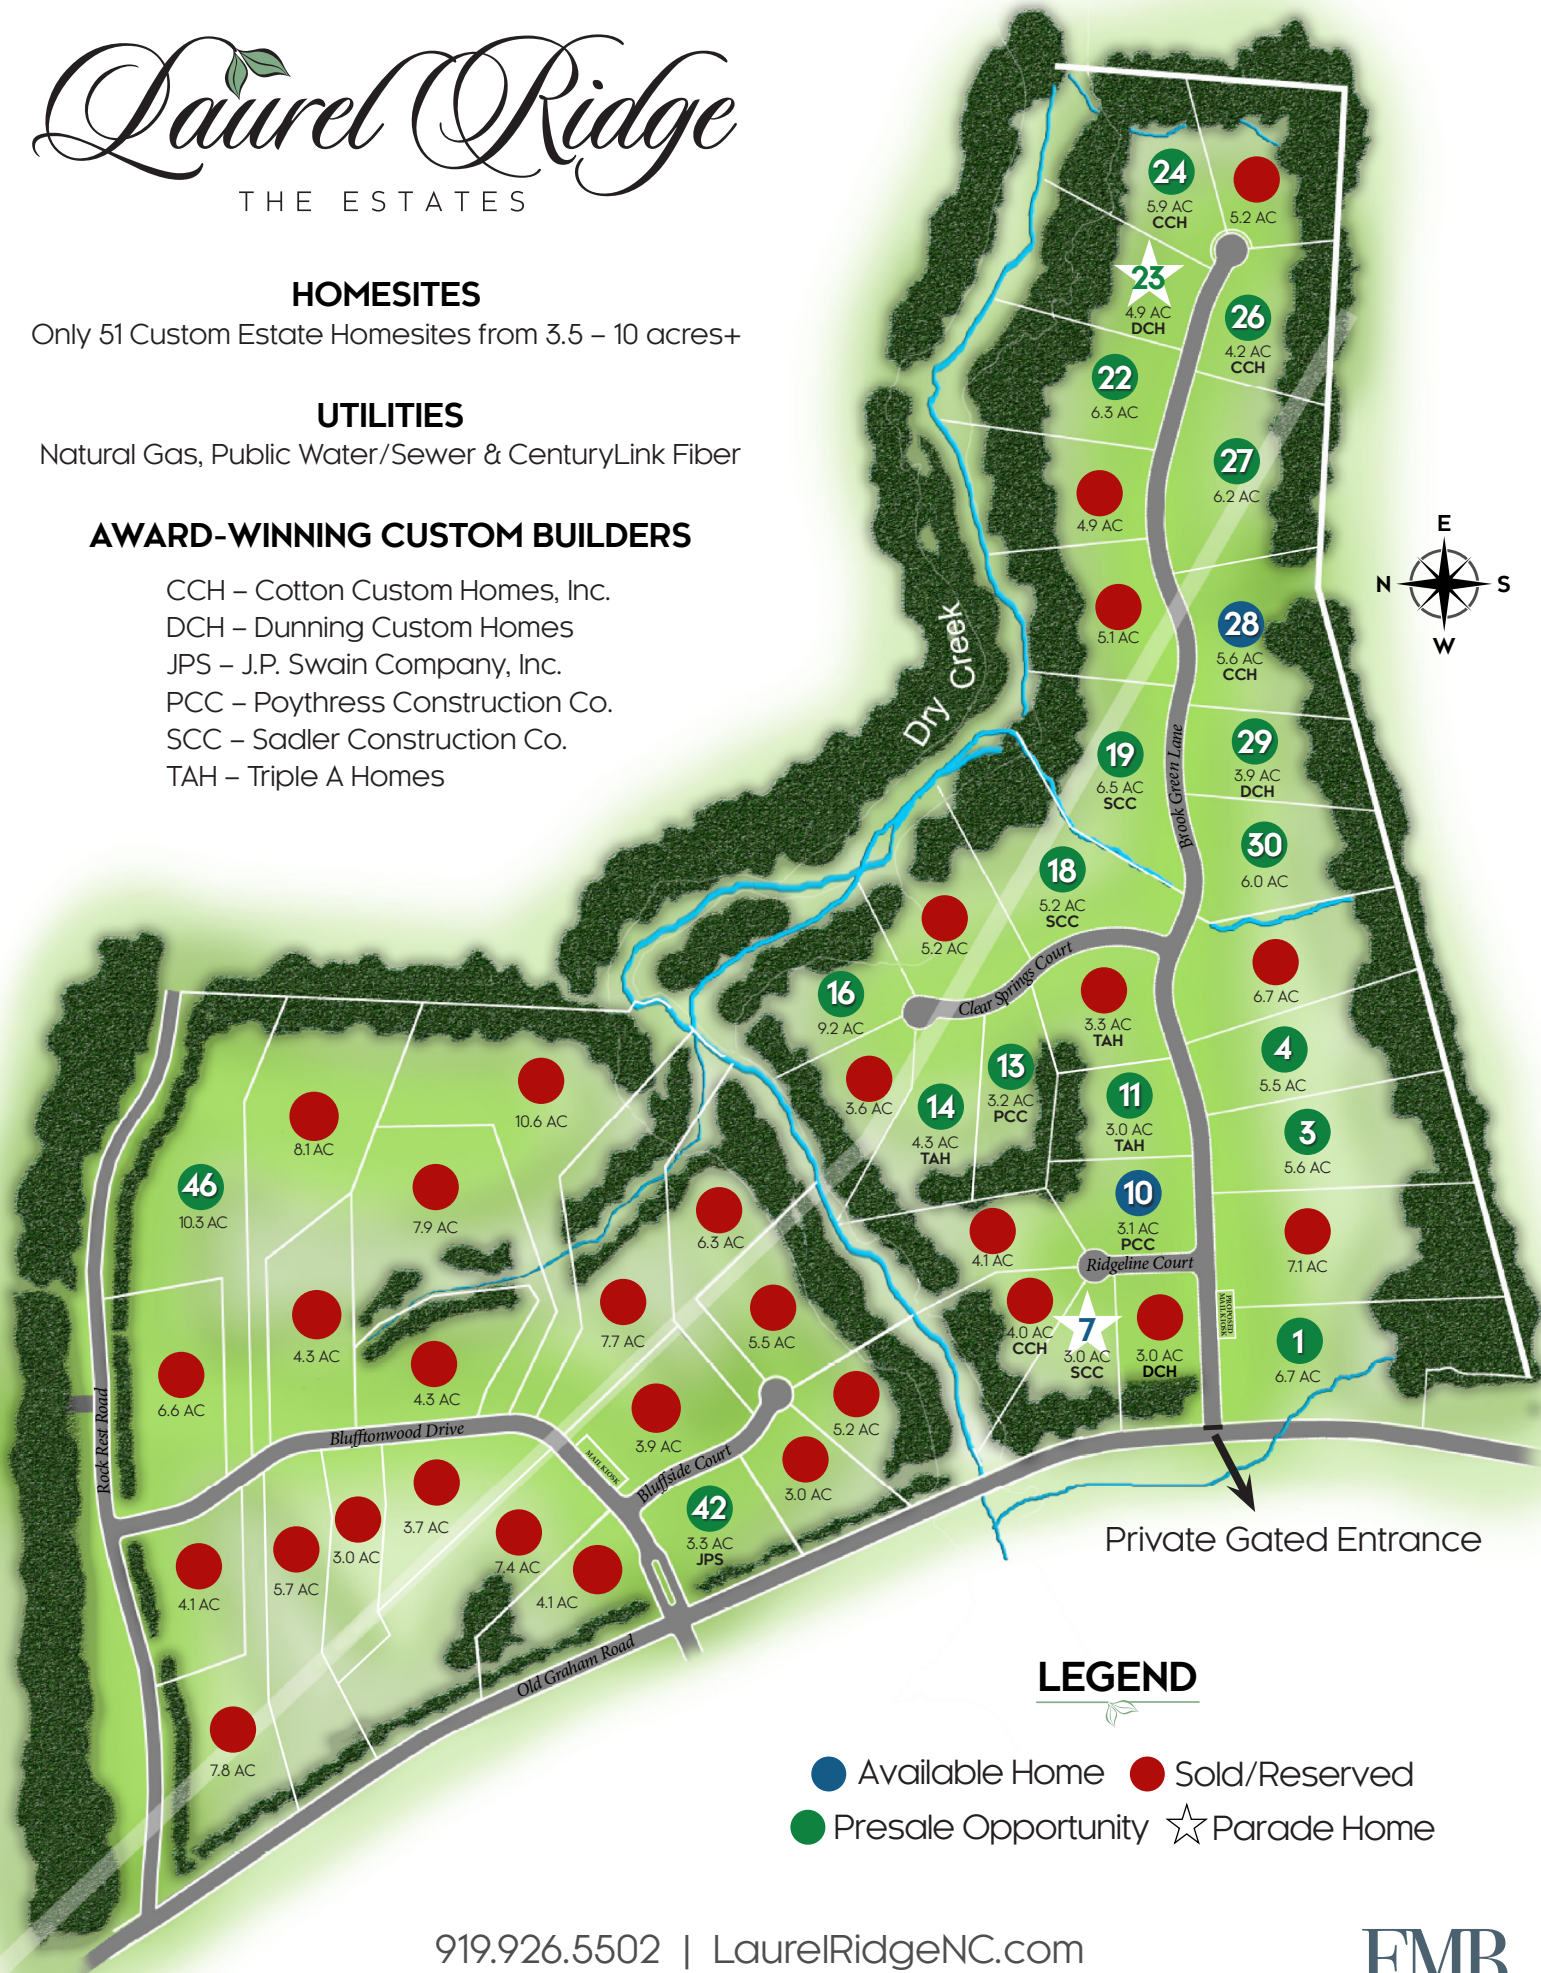 Laurel Ridge
THE ESTATES
HOMESITES
Only 51 Custom Estate Homesites from 3.5 – 10 acres+
UTILITIES
Natural Gas, Public Water/Sewer & CenturyLink Fiber
AWARD-WINNING CUSTOM BUILDERS
CCH – Cotton Custom Homes, Inc.
DCH – Dunning Custom Homes
JPS – J.P. Swain Company, Inc.
PCC – Poythress Construction Co.
SCC – Sadler Construction Co.
TAH – Triple A Homes
24
5.9 AC
CCH
5.2 AC
23
4.9 AC
DCH
26
4.2 AC
CCH
22
6.3 AC
27
6.2 AC
4.9 AC
5.1 AC
E
N
S
W
28
5.6 AC
CCH
Dry Creek
Brook Green Lane
19
6.5 AC
SCC
29
3.9 AC
DCH
30
6.0 AC
18
5.2 AC
SCC
5.2 AC
Clear Springs Court
16
9.2 AC
6.7 AC
3.3 AC
TAH
4
5.5 AC
13
3.2 AC
PCC
3.6 AC
14
4.3 AC
TAH
11
3.0 AC
TAH
3
5.6 AC
10
3.1 AC
PCC
4.1 AC
Ridgeline Court
7.1 AC
PROPOSED
MAIL KIOSK
4.0 AC
CCH
7
3.0 AC
SCC
3.0 AC
DCH
1
6.7 AC
10.6 AC
8.1 AC
46
10.3 AC
7.9 AC
6.3 AC
4.3 AC
7.7 AC
5.5 AC
4.3 AC
6.6 AC
Rock Rest Road
Blufftonwood Drive
3.9 AC
5.2 AC
MAIL KIOSK
Bluffside Court
3.0 AC
42
3.3 AC
JPS
3.7 AC
3.0 AC
5.7 AC
4.1 AC
7.4 AC
4.1 AC
Old Graham Road
7.8 AC
Private Gated Entrance
LEGEND
Available Home
Sold/Reserved
Presale Opportunity
Parade Home
919.926.5502 | LaurelRidgeNC.com
FMB